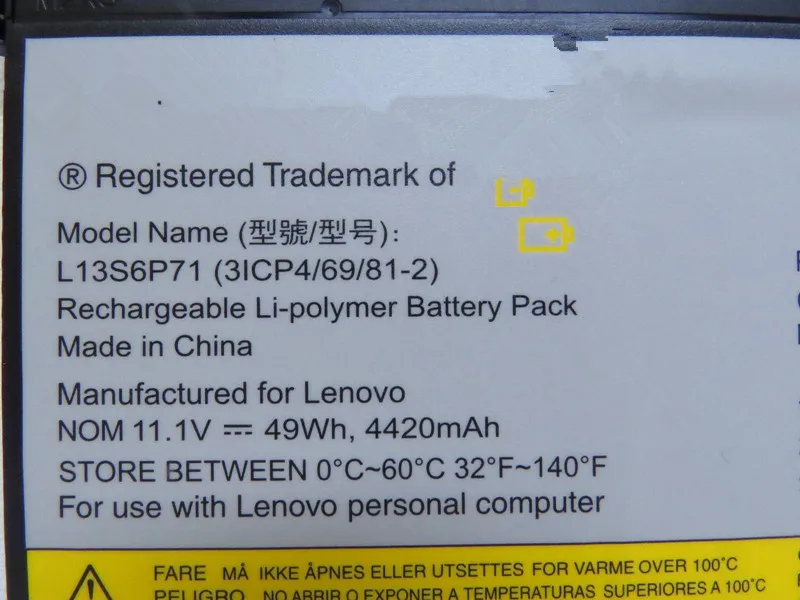 ® Registered Trademark of
Model Name (型號/型号):
L13S6P71 (3ICP4/69/81-2)
Rechargeable Li-polymer Battery Pack
Made in China
Manufactured for Lenovo
NOM 11.1V ⎓ 49Wh, 4420mAh
STORE BETWEEN 0°C~60°C 32°F~140°F
For use with Lenovo personal computer
FARE MÅ IKKE ÅPNES ELLER UTSETTES FOR VARME OVER 100°C
PELIGRO NO ABRIR O EXPONER A TEMPERATURAS SUPERIORES A 100°C